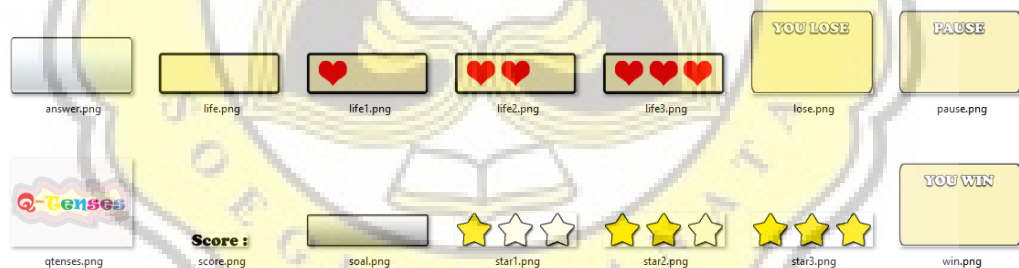 YOU LOSE
PAUSE
answer.png
life.png
life1.png
life2.png
life3.png
lose.png
pause.png
Q-Tenses
YOU WIN
Score :
qtenses.png
score.png
soal.png
star1.png
star2.png
star3.png
win.png